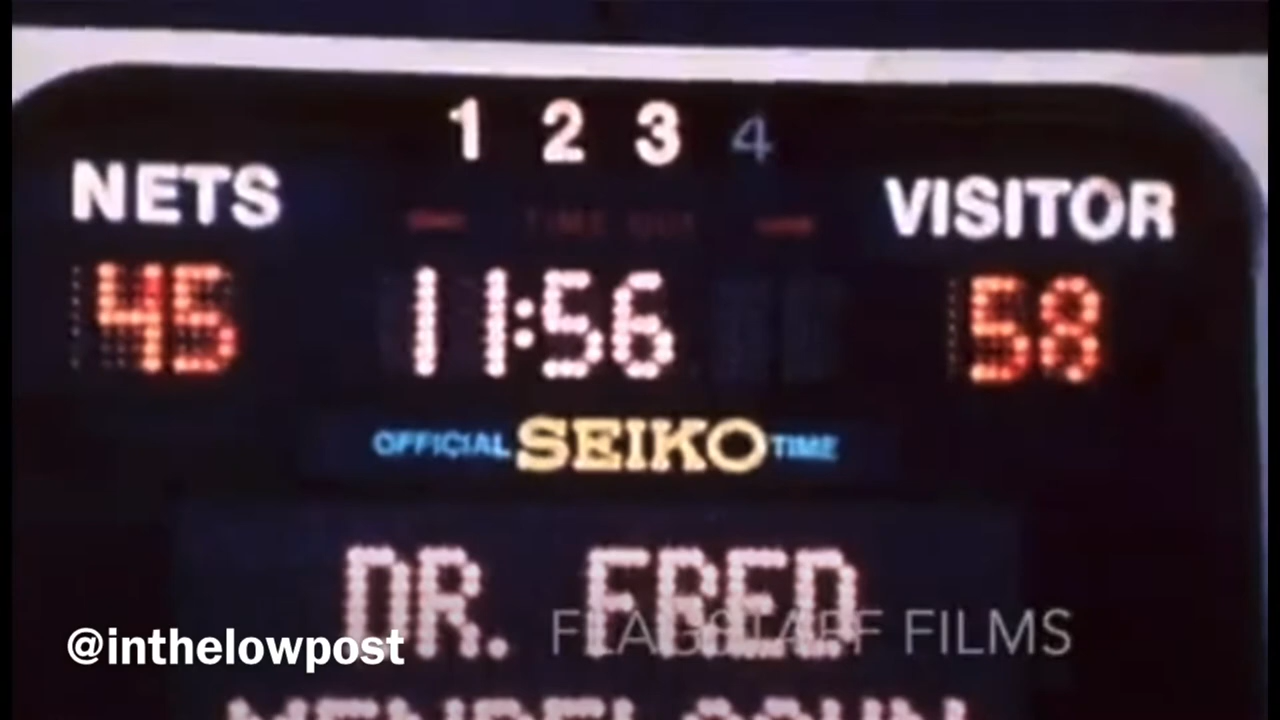 1 2 3 4
NETS
TIME OUT
VISITOR
45 11:56 58
OFFICIAL SEIKO TIME
DR. FRED
MENDELSOHN
@inthelowpost
FLAGSTAFF FILMS